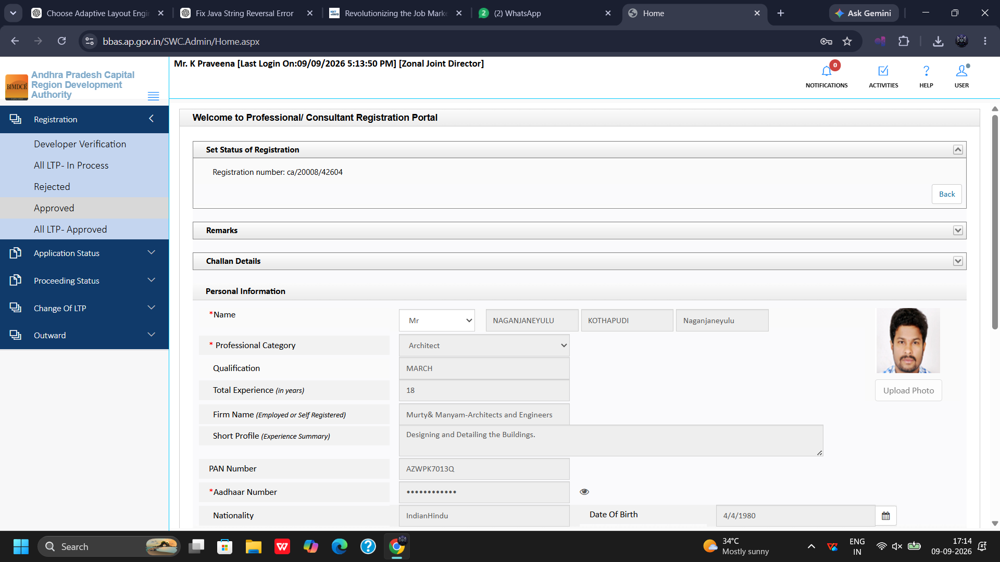 Choose Adaptive Layout Engin
Fix Java String Reversal Error
Revolutionizing the Job Marke
2
(2) WhatsApp
Home
Ask Gemini
bbas.ap.gov.in/SWC.Admin/Home.aspx
BIMDCR
Andhra Pradesh Capital
Region Development
Authority
Mr. K Praveena [Last Login On:09/09/2026 5:13:50 PM] [Zonal Joint Director]
0
NOTIFICATIONS
ACTIVITIES
HELP
USER
Registration
Developer Verification
All LTP- In Process
Rejected
Approved
All LTP- Approved
Application Status
Proceeding Status
Change Of LTP
Outward
Welcome to Professional/ Consultant Registration Portal
Set Status of Registration
Registration number: ca/20008/42604
Back
Remarks
Challan Details
Personal Information
*Name
Mr
NAGANJANEYULU
KOTHAPUDI
Naganjaneyulu
* Professional Category
Architect
Qualification
MARCH
Total Experience (in years)
18
Upload Photo
Firm Name (Employed or Self Registered)
Murty& Manyam-Architects and Engineers
Short Profile (Experience Summary)
Designing and Detailing the Buildings.
PAN Number
AZWPK7013Q
*Aadhaar Number
••••••••••••
Nationality
IndianHindu
Date Of Birth
4/4/1980
Search
34°C
Mostly sunny
ENG
IN
17:14
09-09-2026